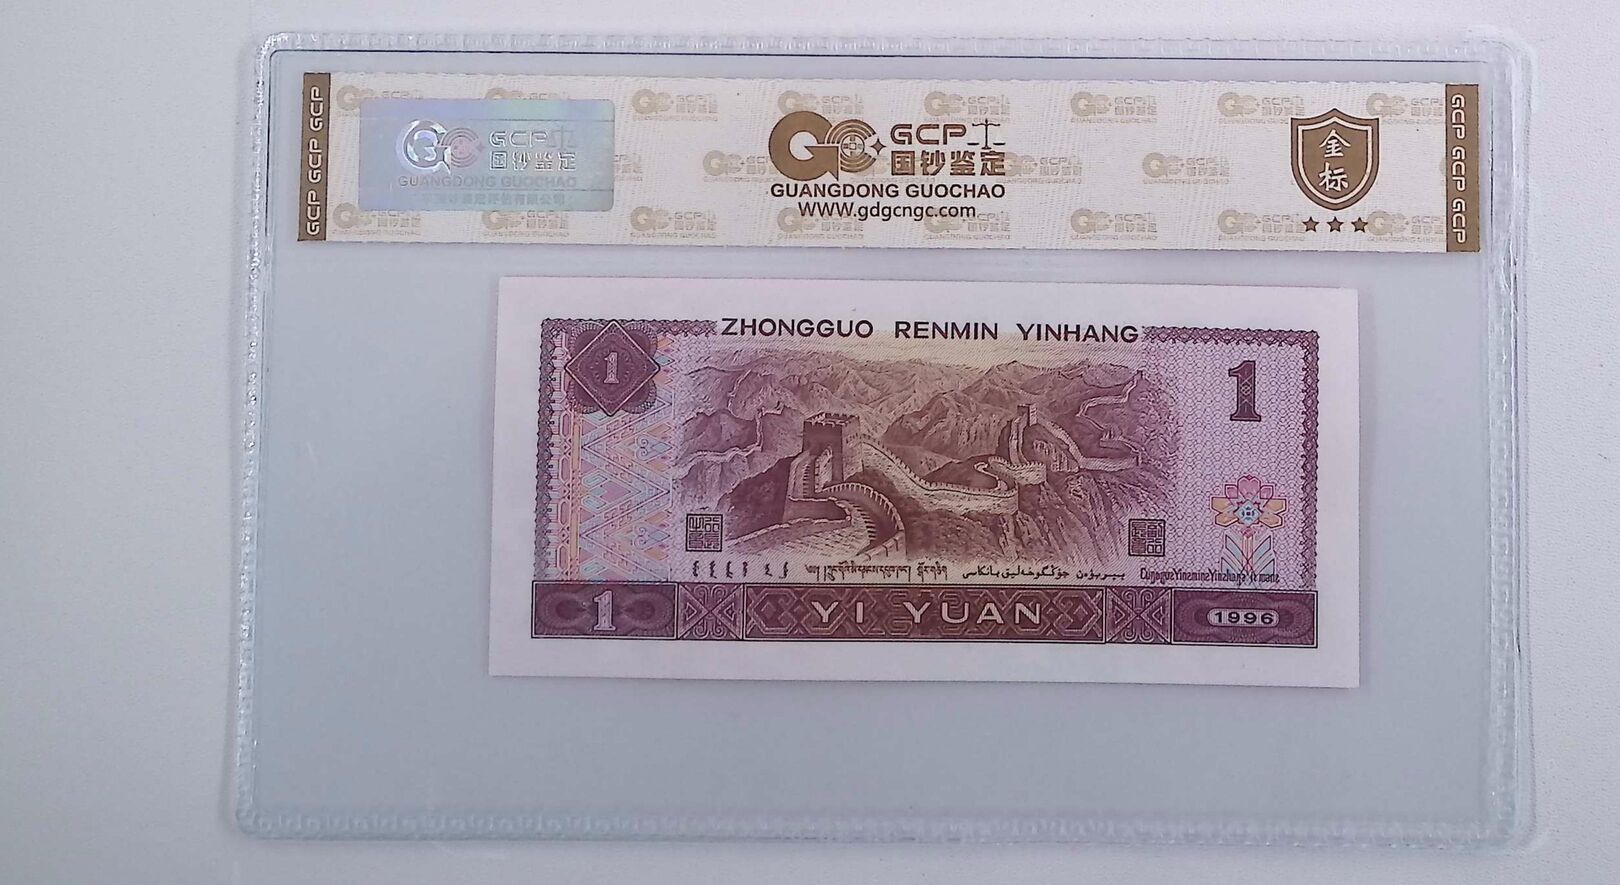 GCP GCP GCP
GCP
国钞鉴定
GUANGDONG GUOCHAO
GCP
国钞鉴定
GUANGDONG GUOCHAO
WWW.gdgcngc.com
金标
GCP GCP GCP
ZHONGGUO RENMIN YINHANG
1
1
1
YI YUAN
1996